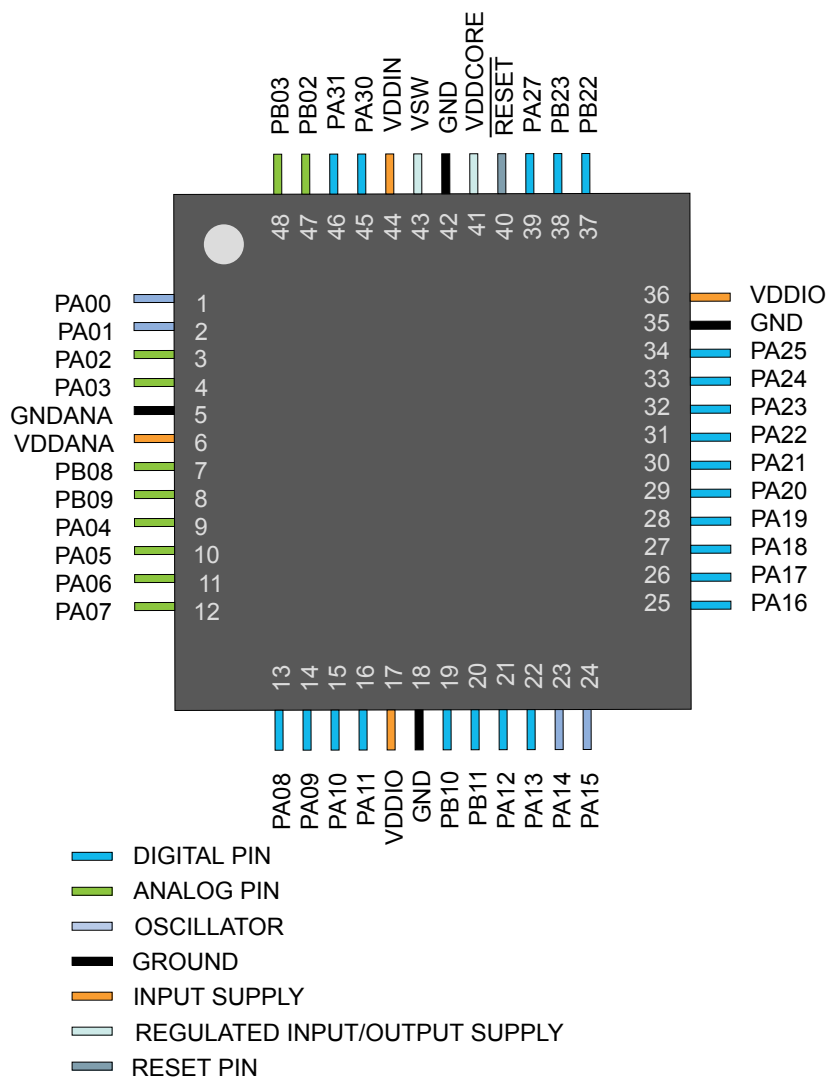 PB03
PB02
PA31
PA30
VDDIN
VSW
GND
VDDCORE
RESET
PA27
PB23
PB22
48
47
46
45
44
43
42
41
40
39
38
37
PA00 1
PA01 2
PA02 3
PA03 4
GNDANA 5
VDDANA 6
PB08 7
PB09 8
PA04 9
PA05 10
PA06 11
PA07 12
36 VDDIO
35 GND
34 PA25
33 PA24
32 PA23
31 PA22
30 PA21
29 PA20
28 PA19
27 PA18
26 PA17
25 PA16
13
14
15
16
17
18
19
20
21
22
23
24
PA08
PA09
PA10
PA11
VDDIO
GND
PB10
PB11
PA12
PA13
PA14
PA15
DIGITAL PIN
ANALOG PIN
OSCILLATOR
GROUND
INPUT SUPPLY
REGULATED INPUT/OUTPUT SUPPLY
RESET PIN